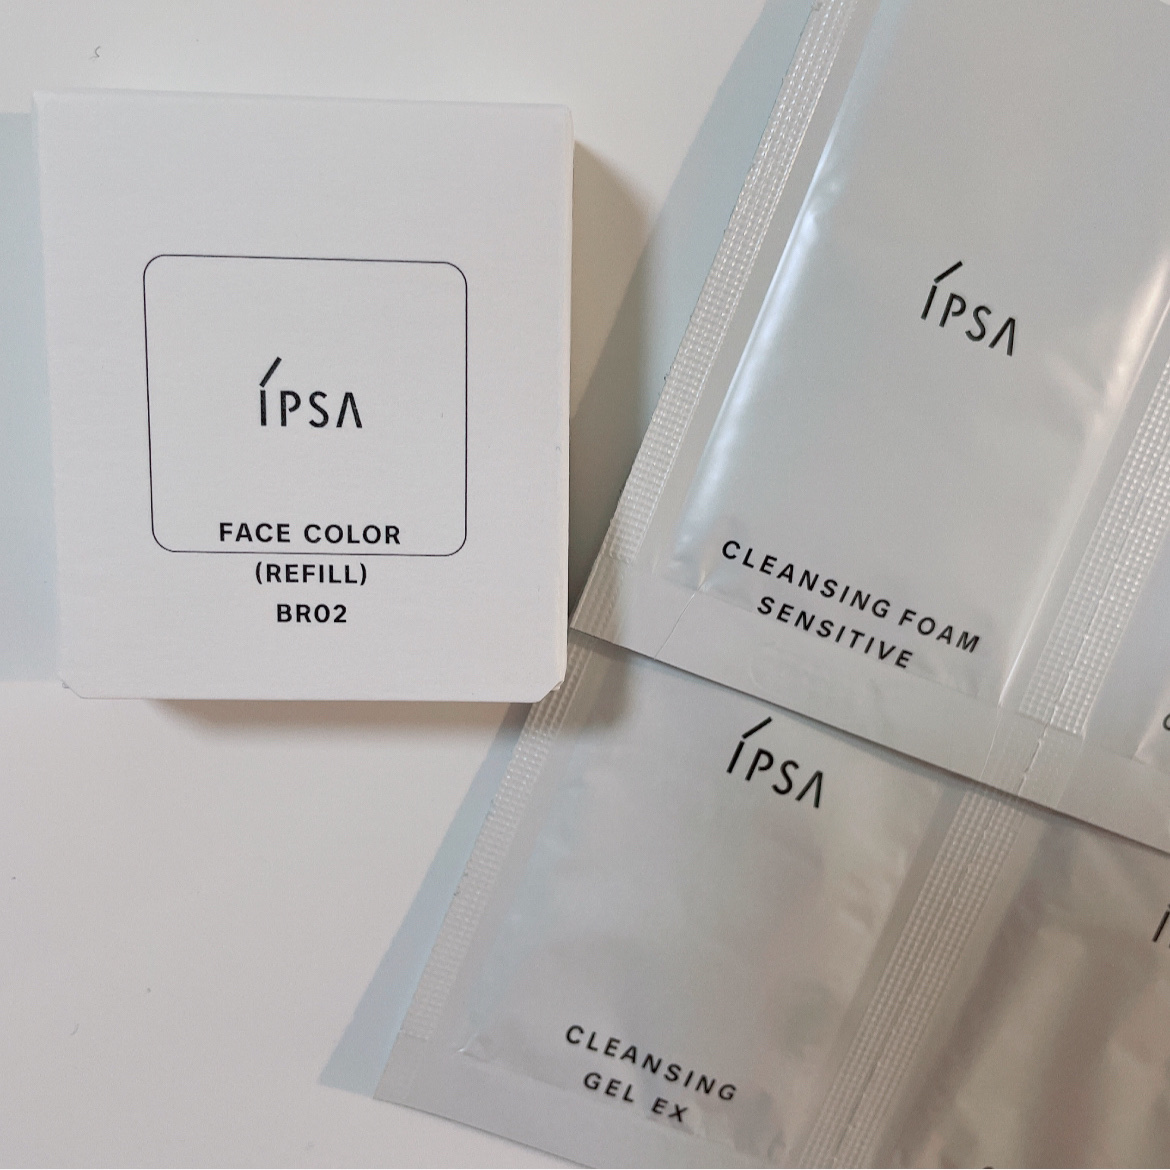 íPSA
FACE COLOR
(REFILL)
BR02
íPSA
CLEANSING FOAM
SENSITIVE
íPSA
CLEANSING
GEL EX